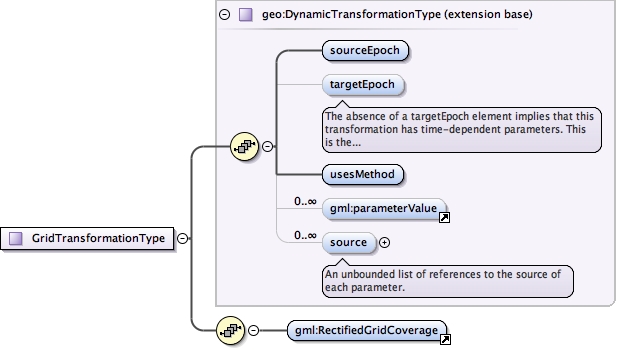 geo:DynamicTransformationType (extension base)
sourceEpoch
targetEpoch
The absence of a targetEpoch element implies that this
transformation has time-dependent parameters. This
is the...
usesMethod
0..∞
gml:parameterValue
0..∞
source
An unbounded list of references to the source of
each parameter.
GridTransformationType
gml:RectifiedGridCoverage